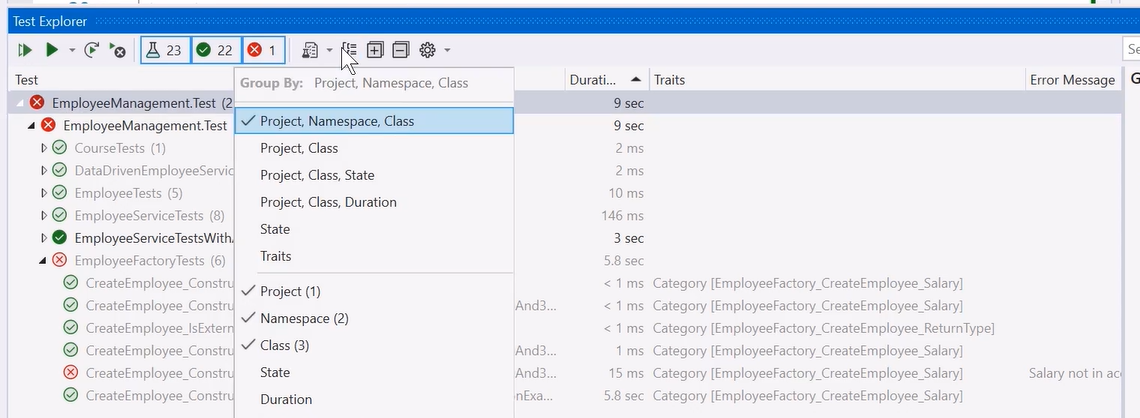 Test Explorer
23 22 1 Se
Test Durati... Traits Error Message G
Group By: Project, Namespace, Class
EmployeeManagement.Test (2 9 sec
Project, Namespace, Class
EmployeeManagement.Test 9 sec
CourseTests (1) Project, Class 2 ms
DataDrivenEmployeeServic Project, Class, State 2 ms
EmployeeTests (5) Project, Class, Duration 10 ms
EmployeeServiceTests (8) 146 ms
State
EmployeeServiceTestsWith 3 sec
Traits
EmployeeFactoryTests (6) 5.8 sec
CreateEmployee_Constru < 1 ms Category [EmployeeFactory_CreateEmployee_Salary]
Project (1)
CreateEmployee_Constru And3... < 1 ms Category [EmployeeFactory_CreateEmployee_Salary]
Namespace (2)
CreateEmployee_IsExtern < 1 ms Category [EmployeeFactory_CreateEmployee_ReturnType]
Class (3)
CreateEmployee_Constru And3... 1 ms Category [EmployeeFactory_CreateEmployee_Salary]
State
CreateEmployee_Constru And3... 15 ms Category [EmployeeFactory_CreateEmployee_Salary] Salary not in acc
CreateEmployee_Constru onExa... 5.8 sec Category [EmployeeFactory_CreateEmployee_Salary]
Duration